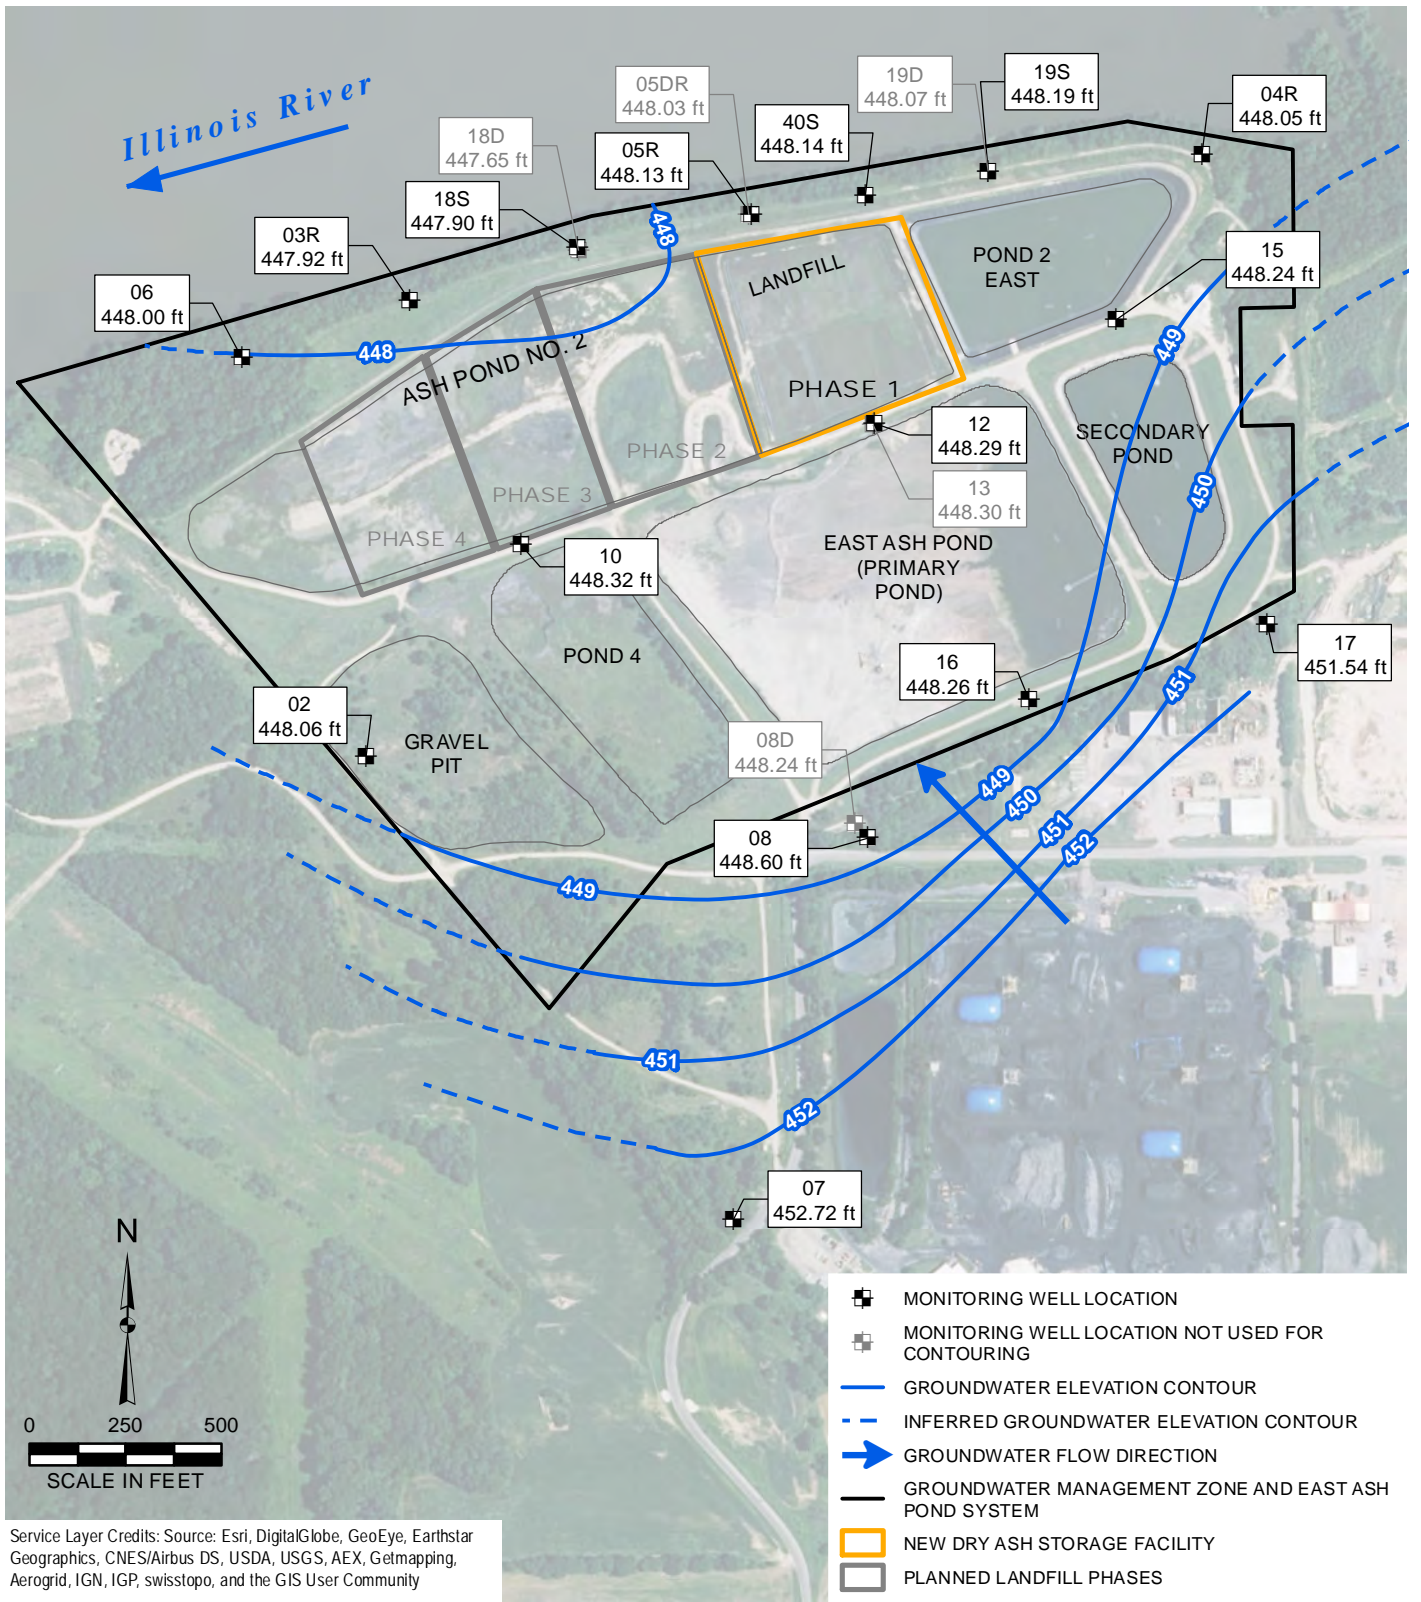 Illinois River
05DR
448.03 ft
19D
448.07 ft
19S
448.19 ft
04R
448.05 ft
18D
447.65 ft
40S
448.14 ft
05R
448.13 ft
18S
447.90 ft
03R
447.92 ft
06
448.00 ft
448
15
448.24 ft
POND 2
EAST
LANDFILL
448
449
ASH POND NO. 2
PHASE 1
12
448.29 ft
SECONDARY
POND
PHASE 2
PHASE 3
13
448.30 ft
450
PHASE 4
10
448.32 ft
EAST ASH POND
(PRIMARY
POND)
POND 4
16
448.26 ft
17
451.54 ft
451
02
448.06 ft
GRAVEL
PIT
08D
448.24 ft
449
450
451
452
08
448.60 ft
449
451
452
07
452.72 ft
N
0 250 500
SCALE IN FEET
MONITORING WELL LOCATION
MONITORING WELL LOCATION NOT USED FOR
CONTOURING
GROUNDWATER ELEVATION CONTOUR
INFERRED GROUNDWATER ELEVATION CONTOUR
GROUNDWATER FLOW DIRECTION
GROUNDWATER MANAGEMENT ZONE AND EAST ASH
POND SYSTEM
NEW DRY ASH STORAGE FACILITY
PLANNED LANDFILL PHASES
Service Layer Credits: Source: Esri, DigitalGlobe, GeoEye, Earthstar
Geographics, CNES/Airbus DS, USDA, USGS, AEX, Getmapping,
Aerogrid, IGN, IGP, swisstopo, and the GIS User Community